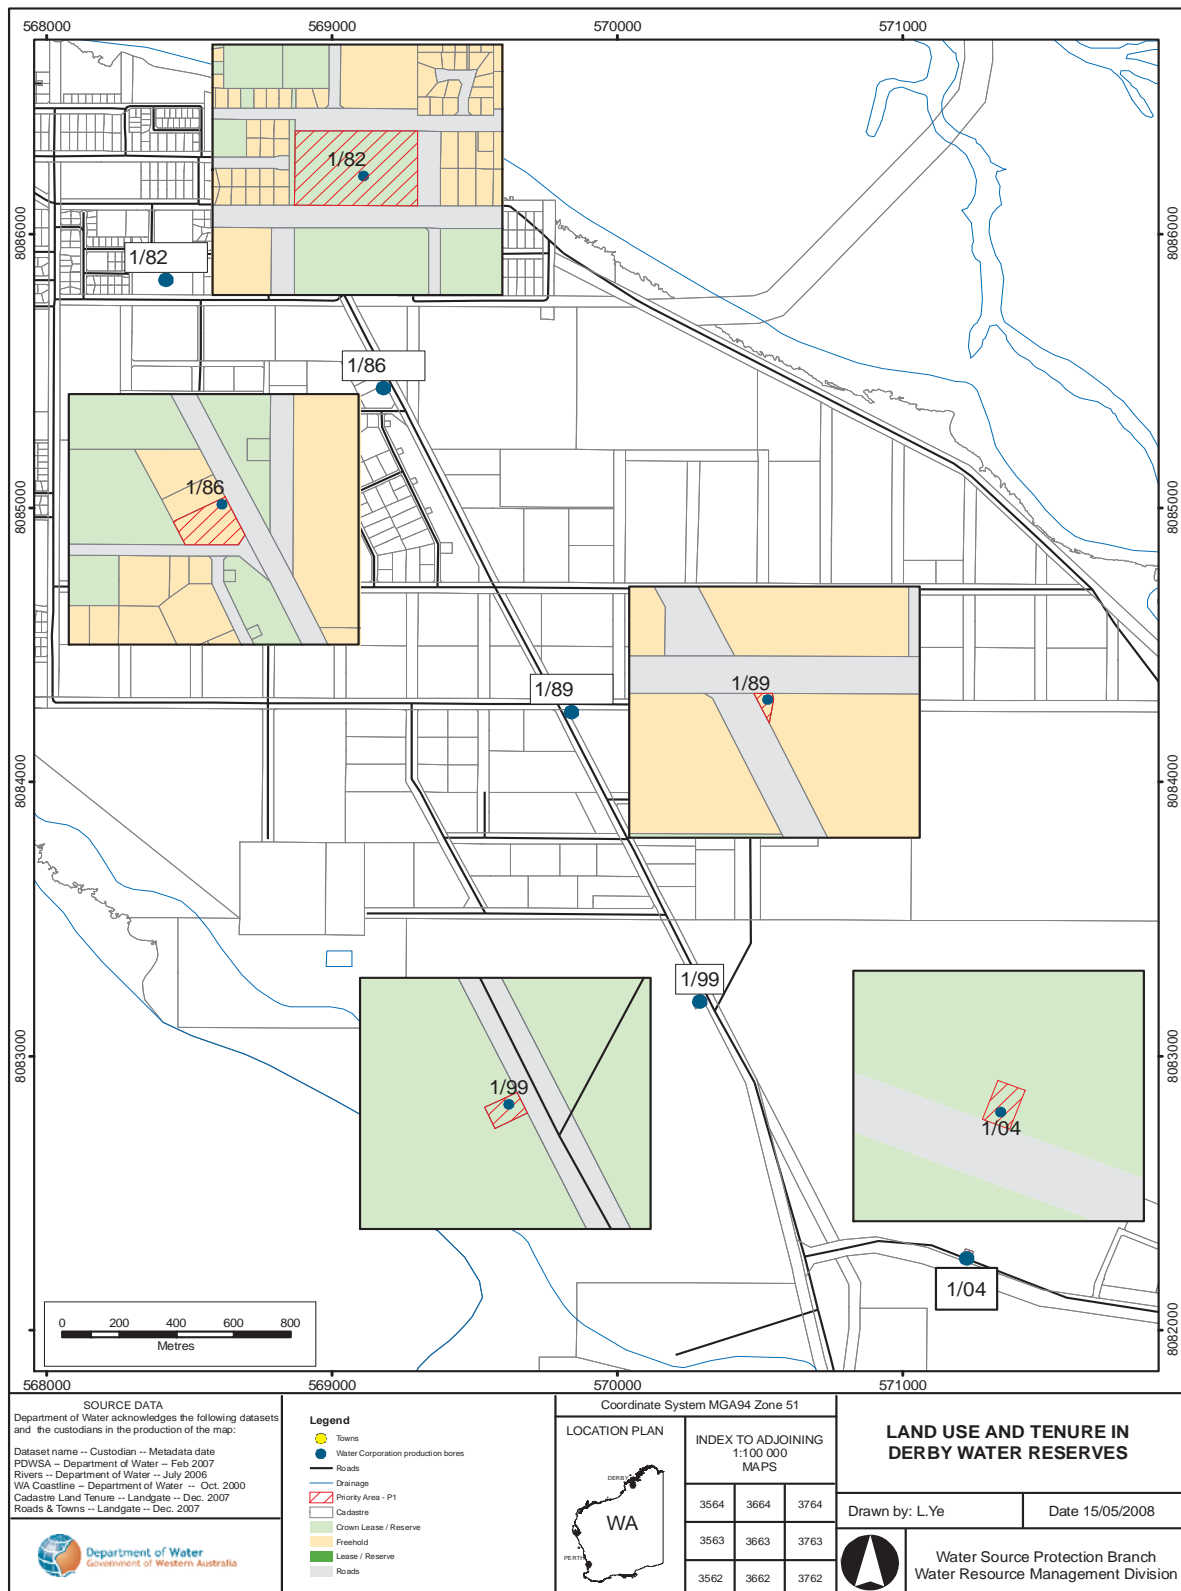 568000
569000
570000
571000
8086000
8085000
8084000
8083000
8082000
8086000
8085000
8084000
8083000
568000
569000
570000
571000
1/82
1/82
1/86
1/86
1/89
1/89
1/99
1/99
1/04
1/04
0 200 400 600 800
Metres
SOURCE DATA
Department of Water acknowledges the following datasets
and the custodians in the production of the map:
Dataset name -- Custodian -- Metadata date
PDWSA -- Department of Water -- Feb 2007
Rivers -- Department of Water -- July 2006
WA Coastline -- Department of Water -- Oct. 2000
Cadastre Land Tenure -- Landgate -- Dec. 2007
Roads & Towns -- Landgate -- Dec. 2007
Department of Water
Government of Western Australia
Legend
Towns
Water Corporation production bores
Roads
Drainage
Priority Area - P1
Cadastre
Crown Lease / Reserve
Freehold
Lease / Reserve
Roads
Coordinate System MGA94 Zone 51
LOCATION PLAN
DERBY
WA
PERTH
INDEX TO ADJOINING
1:100 000
MAPS
3564 3664 3764
3563 3663 3763
3562 3662 3762
LAND USE AND TENURE IN
DERBY WATER RESERVES
Drawn by: L.Ye
Date 15/05/2008
Water Source Protection Branch
Water Resource Management Division